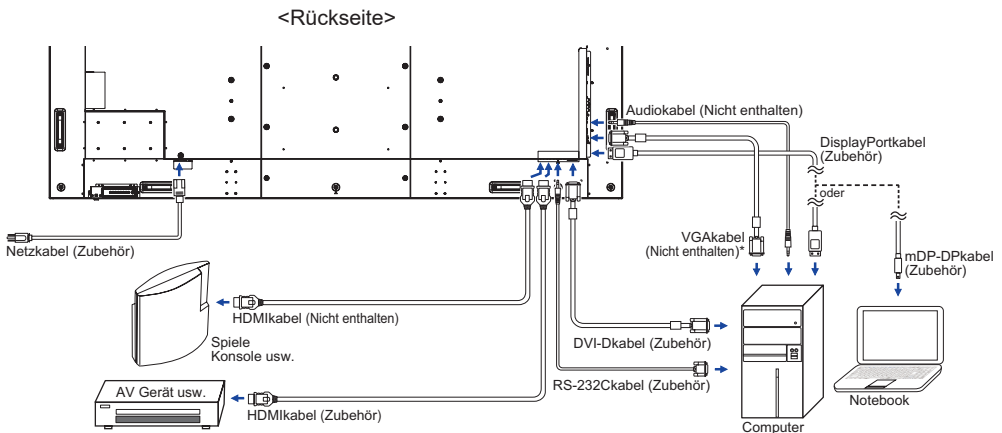 <Rückseite>
Audiokabel (Nicht enthalten)
DisplayPortkabel
(Zubehör)
oder
Netzkabel (Zubehör)
VGAkabel
(Nicht enthalten)*
mDP-DPkabel
(Zubehör)
HDMIkabel (Nicht enthalten)
Spiele
Konsole usw.
DVI-Dkabel (Zubehör)
RS-232Ckabel (Zubehör)
AV Gerät usw.
HDMIkabel (Zubehör)
Notebook
Computer